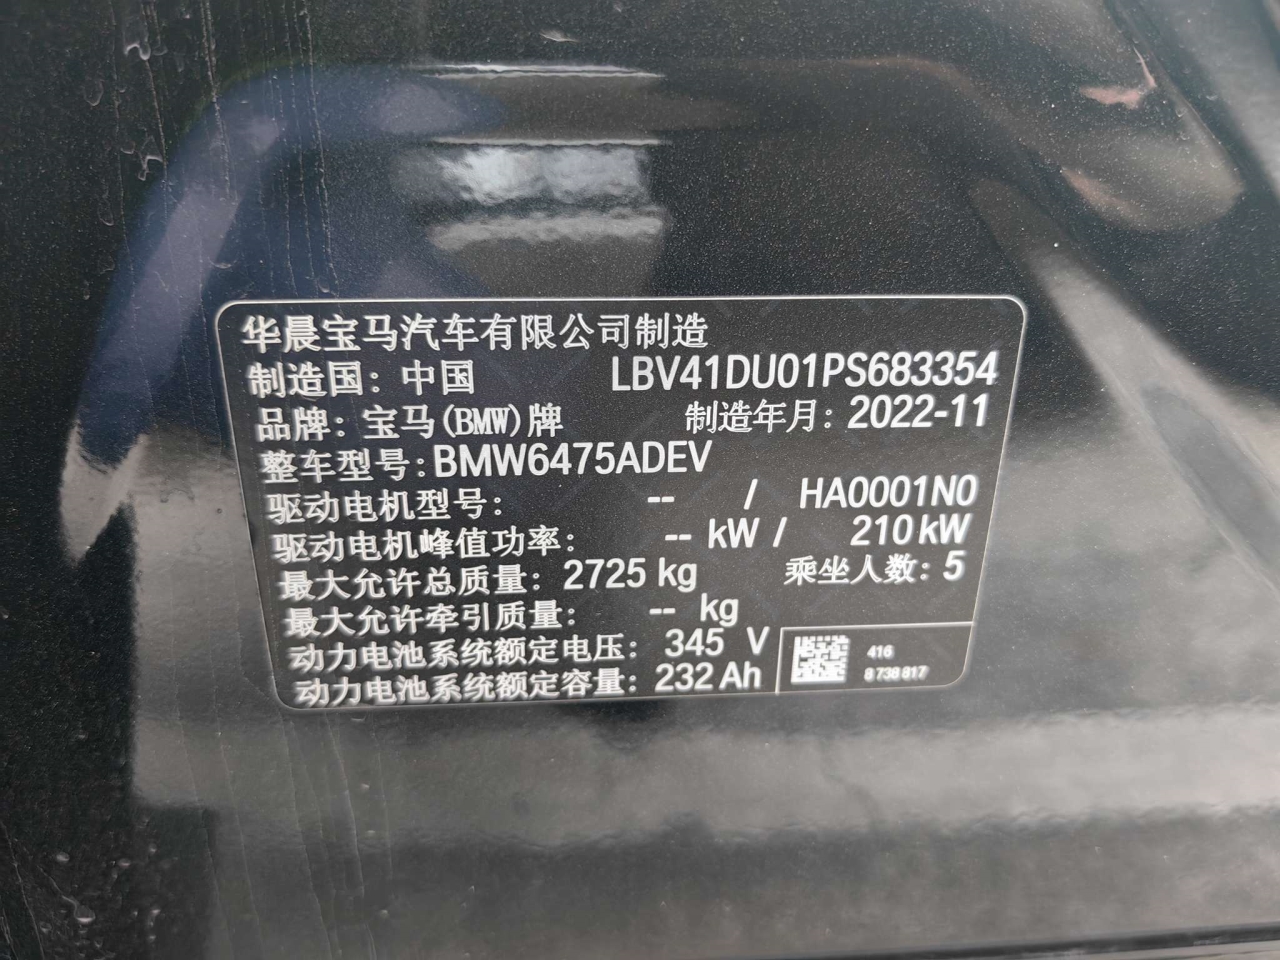 华晨宝马汽车有限公司制造
制造国：中国 LBV41DU01PS683354
品牌：宝马(BMW)牌 制造年月：2022-11
整车型号：BMW6475ADEV
驱动电机型号： -- / HA0001N0
驱动电机峰值功率： -- kW / 210 kW
最大允许总质量：2725 kg 乘坐人数：5
最大允许牵引质量： -- kg
动力电池系统额定电压： 345 V
动力电池系统额定容量：232 Ah
416
8 738 817